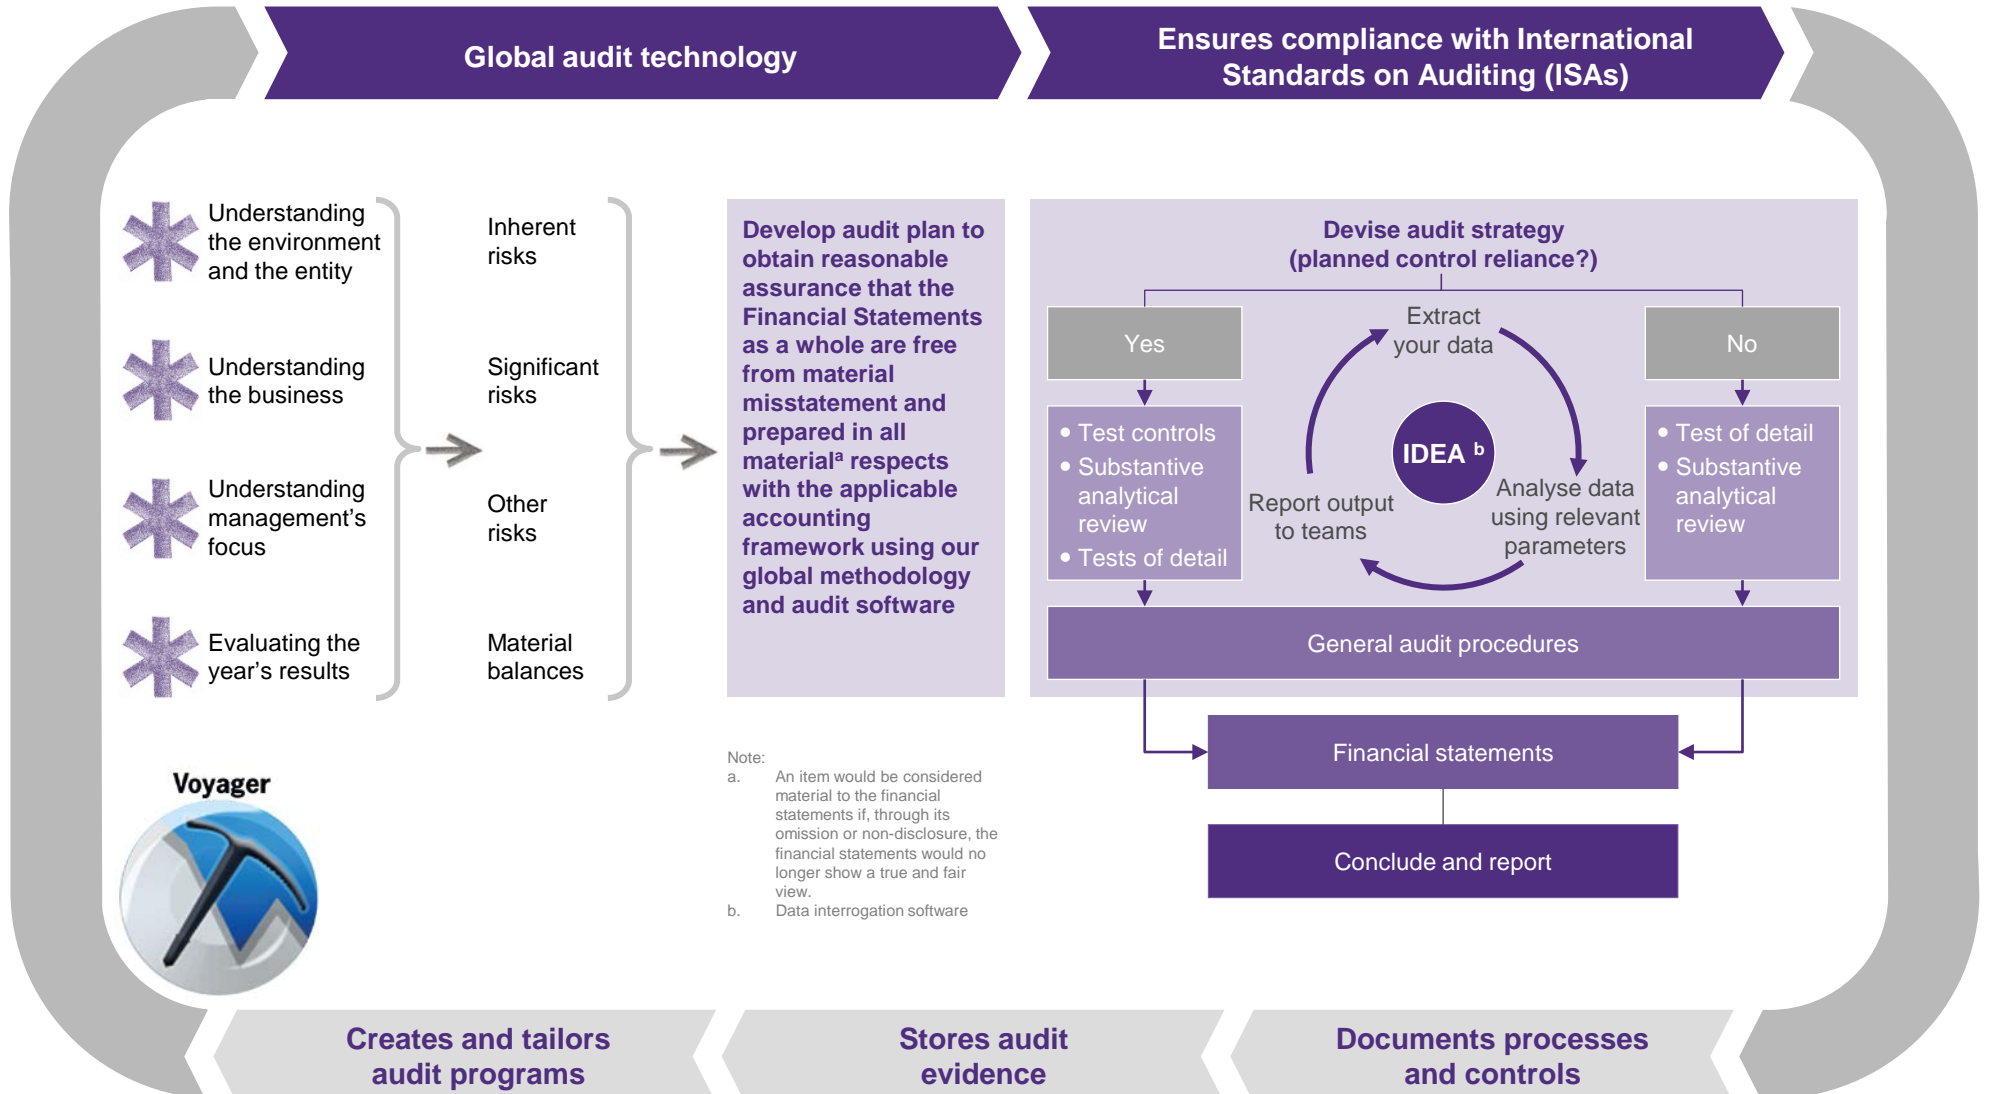 Global audit technology
Ensures compliance with International
Standards on Auditing (ISAs)
Understanding
the environment
and the entity
Understanding
the business
Understanding
management’s
focus
Evaluating the
year’s results
Inherent
risks
Significant
risks
Other
risks
Material
balances
Develop audit plan to
obtain reasonable
assurance that the
Financial Statements
as a whole are free
from material
misstatement and
prepared in all
materialᵃ respects
with the applicable
accounting
framework using our
global methodology
and audit software
Devise audit strategy
(planned control reliance?)
Yes
• Test controls
• Substantive
analytical
review
• Tests of detail
Extract
your data
IDEA ᵇ
Analyse data
using relevant
parameters
Report output
to teams
No
• Test of detail
• Substantive
analytical
review
General audit procedures
Financial statements
Conclude and report
Note:
a. An item would be considered
material to the financial
statements if, through its
omission or non-disclosure, the
financial statements would no
longer show a true and fair
view.
b. Data interrogation software
Voyager
Creates and tailors
audit programs
Stores audit
evidence
Documents processes
and controls